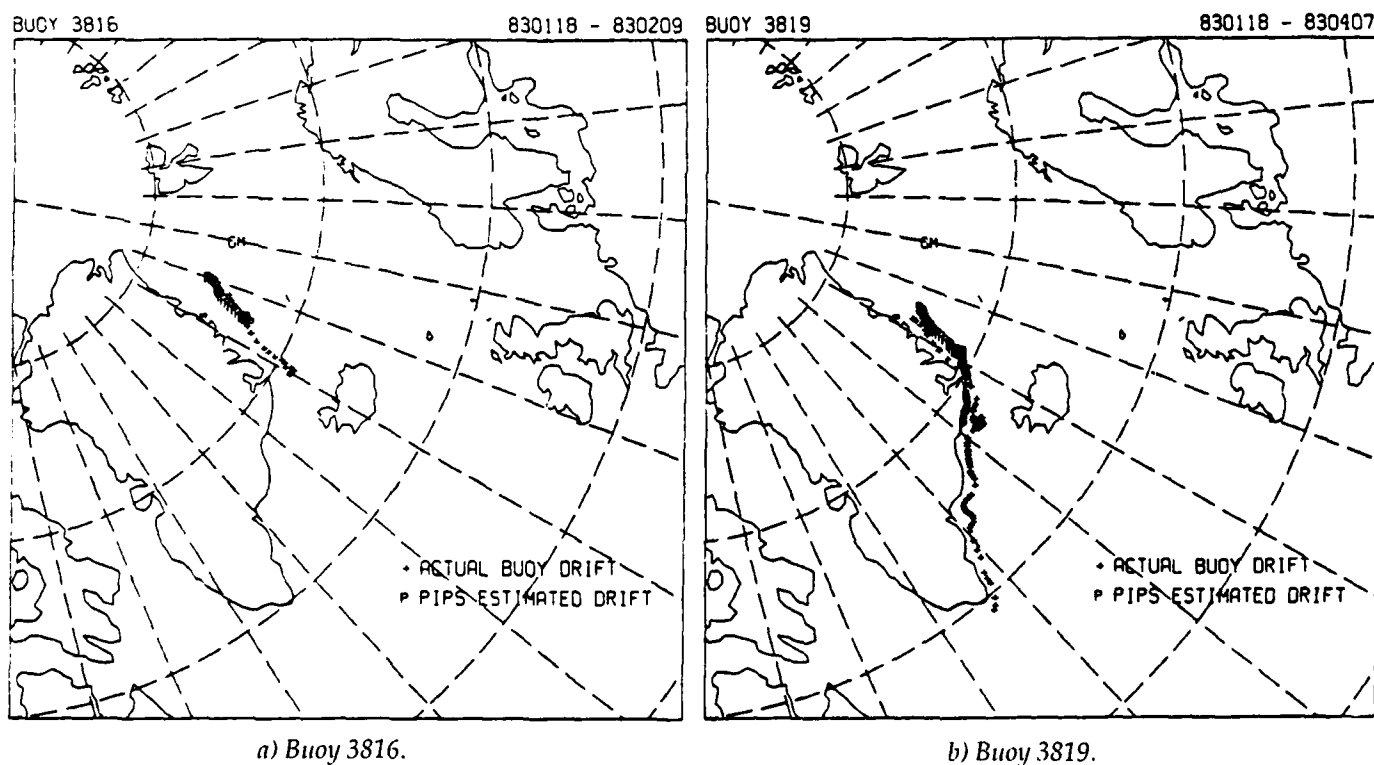 BUOY 3816 830118 - 830209
BUOY 3819 830118 - 830407
GM
GM
+ ACTUAL BUOY DRIFT
P PIPS ESTIMATED DRIFT
+ ACTUAL BUOY DRIFT
P PIPS ESTIMATED DRIFT
a) Buoy 3816.
b) Buoy 3819.